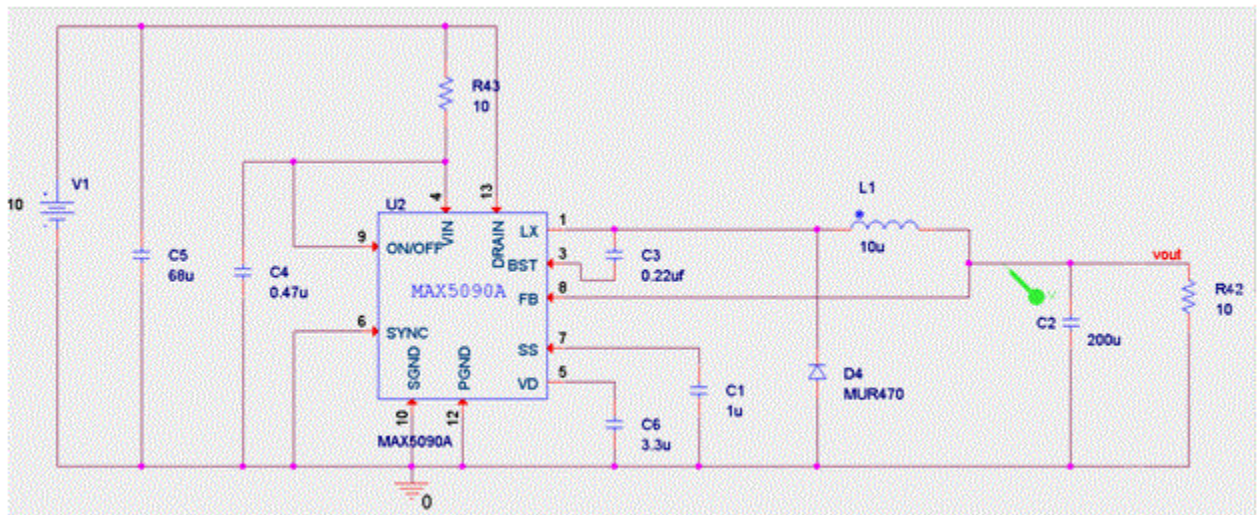 R43
10
V1
10
C5
68u
C4
0.47u
U2
4
13
9
ON/OFF
VIN
DRAIN
LX
1
BST
3
FB
8
MAX5090A
6
SYNC
SS
7
VD
5
SGND
PGND
10
12
MAX5090A
0
C3
0.22uf
C1
1u
C6
3.3u
L1
10u
D4
MUR470
vout
V
C2
200u
R42
10